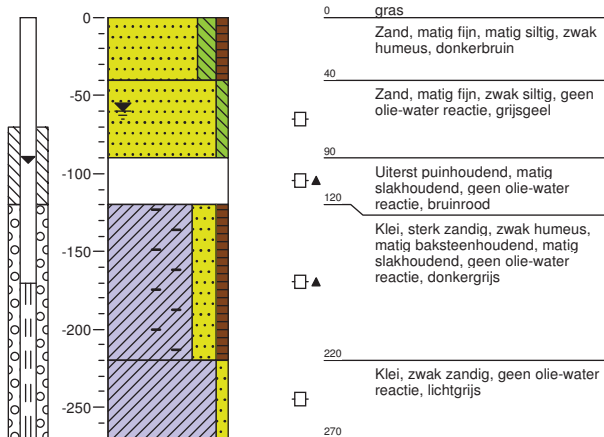 0
-50
-100
-150
-200
-250
0
gras
Zand, matig fijn, matig siltig, zwak
humeus, donkerbruin
40
Zand, matig fijn, zwak siltig, geen
olie-water reactie, grijsgeel
90
Uiterst puinhoudend, matig
slakhoudend, geen olie-water
reactie, bruinrood
120
Klei, sterk zandig, zwak humeus,
matig baksteenhoudend, matig
slakhoudend, geen olie-water
reactie, donkergrijs
220
Klei, zwak zandig, geen olie-water
reactie, lichtgrijs
270